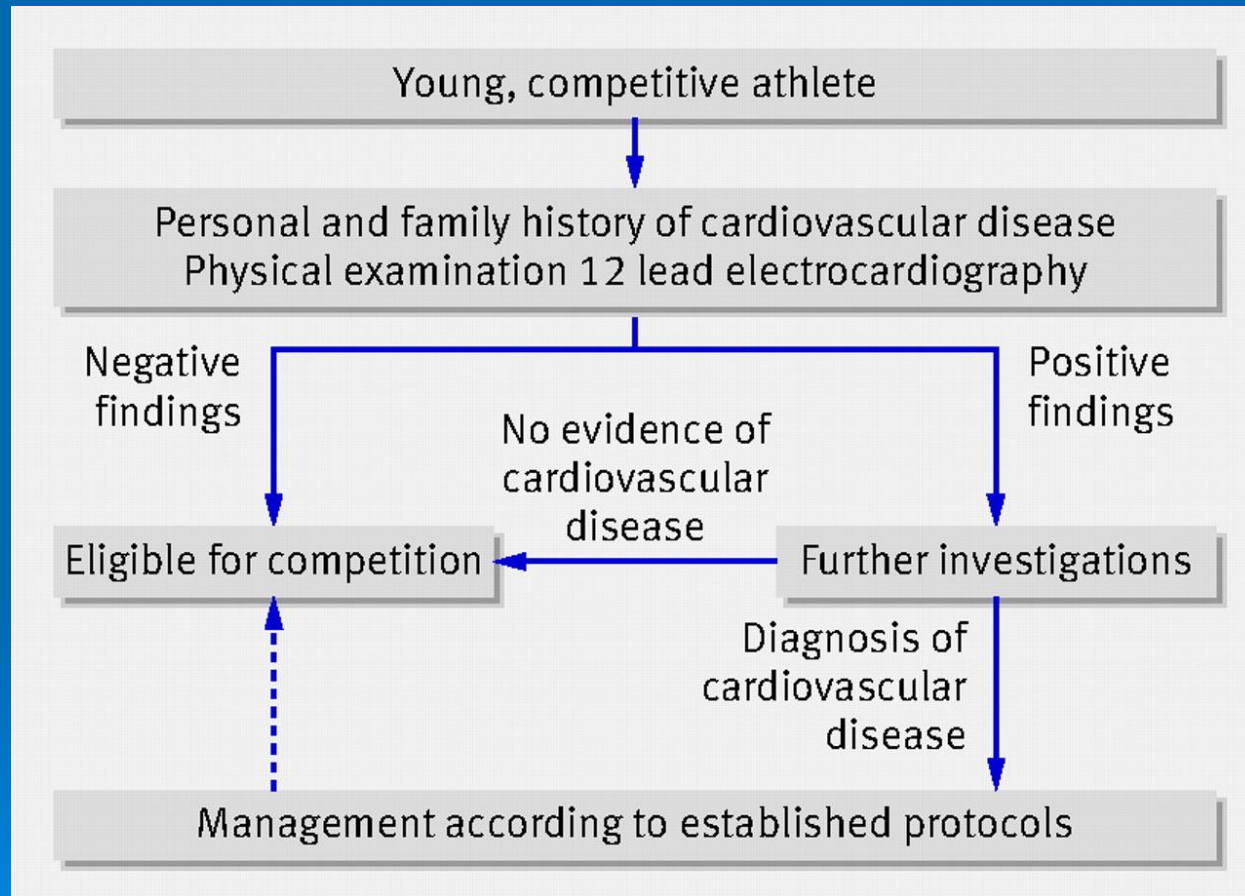 Young, competitive athlete
Personal and family history of cardiovascular disease
Physical examination 12 lead electrocardiography
Negative
findings
Positive
findings
No evidence of
cardiovascular
disease
Eligible for competition
Further investigations
Diagnosis of
cardiovascular
disease
Management according to established protocols